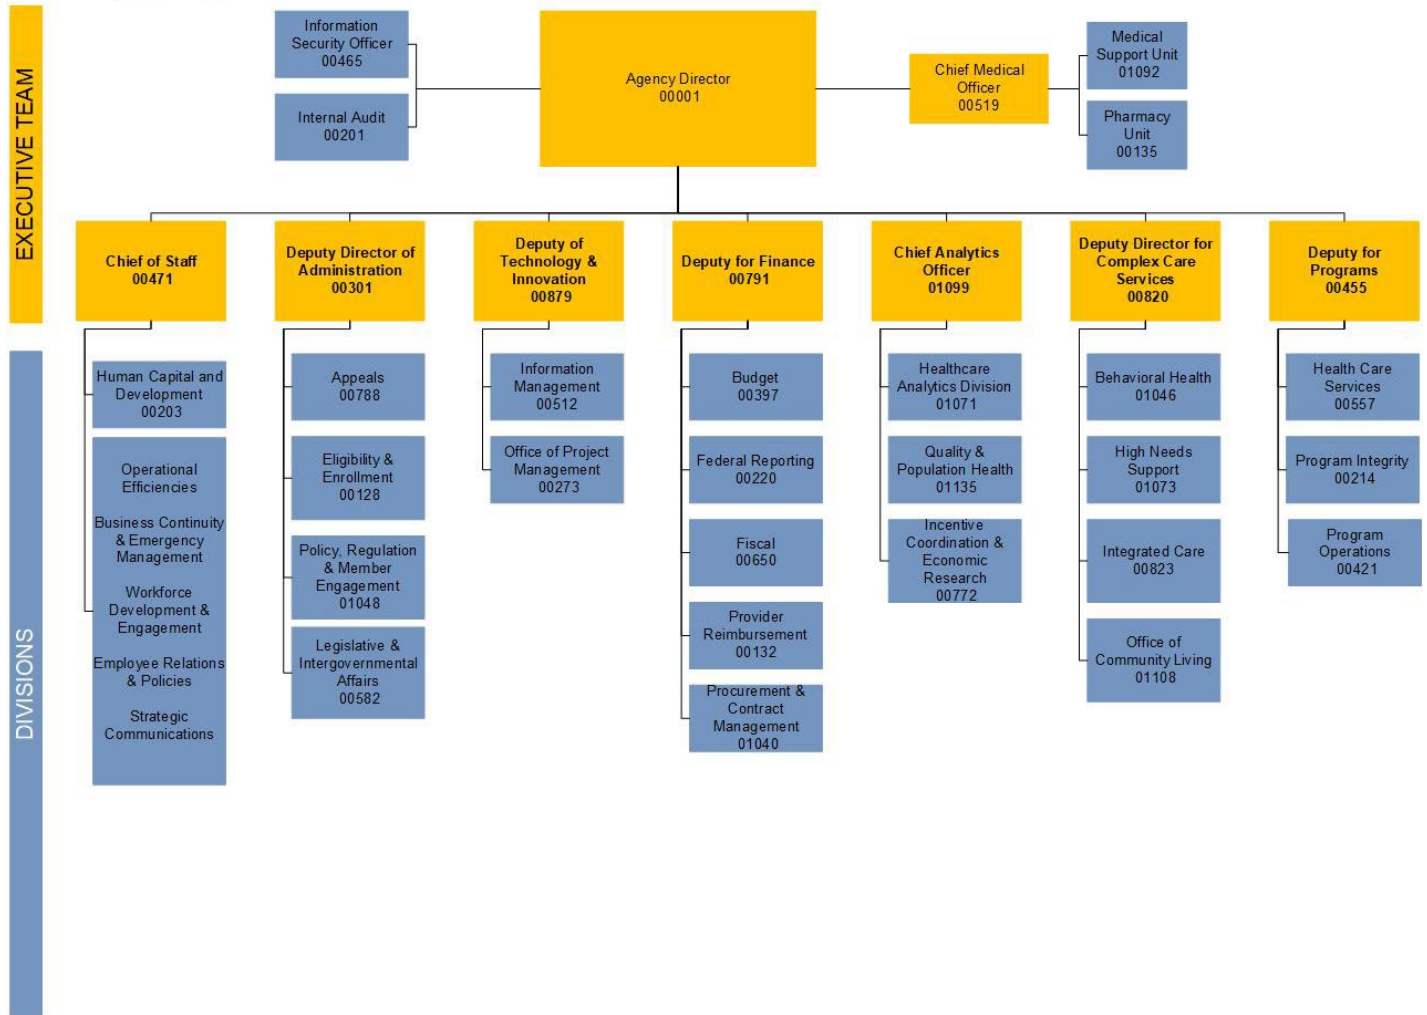 EXECUTIVE TEAM
Information
Security Officer
00465
Internal Audit
00201
Agency Director
00001
Chief Medical
Officer
00519
Medical
Support Unit
01092
Pharmacy
Unit
00135
Chief of Staff
00471
Deputy Director of
Administration
00301
Deputy of
Technology &
Innovation
00879
Deputy for Finance
00791
Chief Analytics
Officer
01099
Deputy Director for
Complex Care
Services
00820
Deputy for
Programs
00455
DIVISIONS
Human Capital and
Development
00203
Operational
Efficiencies
Business Continuity
& Emergency
Management
Workforce
Development &
Engagement
Employee Relations
& Policies
Strategic
Communications
Appeals
00788
Eligibility &
Enrollment
00128
Policy, Regulation
& Member
Engagement
01048
Legislative &
Intergovernmental
Affairs
00582
Information
Management
00512
Office of Project
Management
00273
Budget
00397
Federal Reporting
00220
Fiscal
00650
Provider
Reimbursement
00132
Procurement &
Contract
Management
01040
Healthcare
Analytics Division
01071
Quality &
Population Health
01135
Incentive
Coordination &
Economic
Research
00772
Behavioral Health
01046
High Needs
Support
01073
Integrated Care
00823
Office of
Community Living
01108
Health Care
Services
00557
Program Integrity
00214
Program
Operations
00421